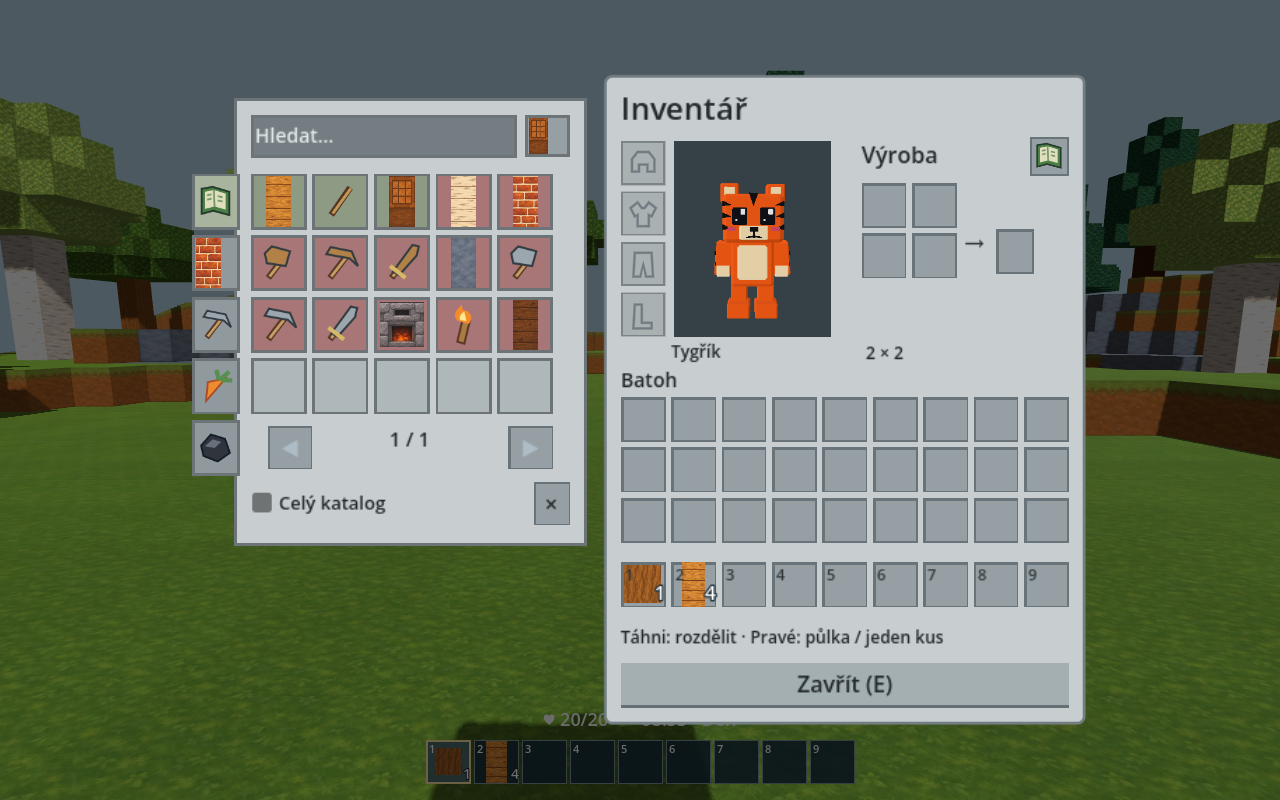 Inventář
Hledat...
Výroba
Tygřík
2 × 2
Batoh
1 / 1
Celý katalog
×
1 1
2 4
3
4
5
6
7
8
9
Táhni: rozdělit · Pravé: půlka / jeden kus
Zavřít (E)
♥ 20/20
1 1
2 4
3
4
5
6
7
8
9